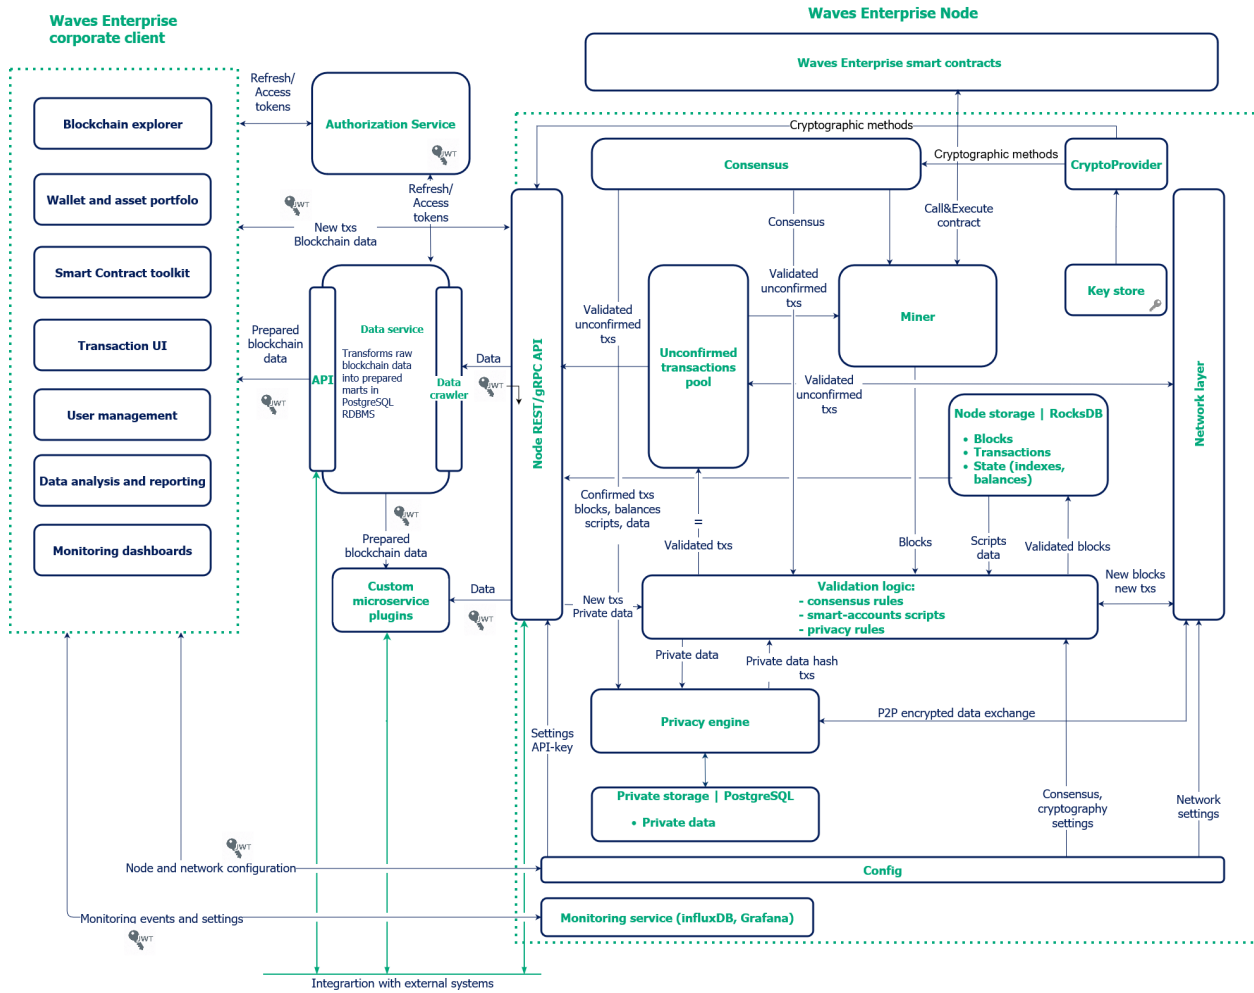 Waves Enterprise
corporate client
Waves Enterprise Node
Waves Enterprise smart contracts
Blockchain explorer
Wallet and asset portfolo
Smart Contract toolkit
Transaction UI
User management
Data analysis and reporting
Monitoring dashboards
Refresh/
Access
tokens
Authorization Service
JWT
Refresh/
Access
tokens
JWT
New txs
Blockchain data
Prepared
blockchain
data
JWT
API
Data service
Transforms raw
blockchain data
into prepared
marts in
PostgreSQL
RDBMS
Data
crawler
Data
JWT
JWT
Prepared
blockchain data
Custom
microservice
plugins
Data
JWT
Node REST/gRPC API
Cryptographic methods
Consensus
Cryptographic methods
CryptoProvider
Consensus
Call&Execute
contract
Key store
Validated
unconfirmed
txs
Validated
unconfirmed
txs
Unconfirmed
transactions
pool
Miner
Validated
unconfirmed
txs
Network layer
Node storage | RocksDB
• Blocks
• Transactions
• State (indexes,
balances)
Confirmed txs
blocks, balances
scripts, data
=
Validated txs
Blocks
Scripts
data
Validated blocks
New blocks
new txs
New txs
Private data
Validation logic:
- consensus rules
- smart-accounts scripts
- privacy rules
Private data
Private data hash
txs
Privacy engine
P2P encrypted data exchange
Settings
API-key
Private storage | PostgreSQL
• Private data
Consensus,
cryptography
settings
Network
settings
JWT
Node and network configuration
Config
Monitoring events and settings
JWT
Monitoring service (influxDB, Grafana)
Integrartion with external systems